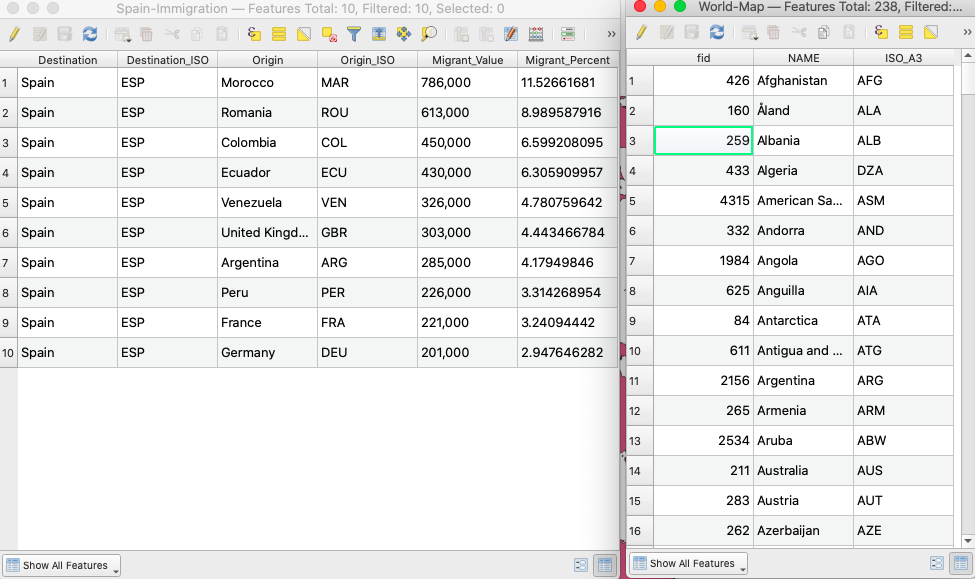 Spain-Immigration — Features Total: 10, Filtered: 10, Selected: 0
Destination Destination_ISO Origin Origin_ISO Migrant_Value Migrant_Percent
1 Spain ESP Morocco MAR 786,000 11.52661681
2 Spain ESP Romania ROU 613,000 8.989587916
3 Spain ESP Colombia COL 450,000 6.599208095
4 Spain ESP Ecuador ECU 430,000 6.305909957
5 Spain ESP Venezuela VEN 326,000 4.780759642
6 Spain ESP United Kingd... GBR 303,000 4.443466784
7 Spain ESP Argentina ARG 285,000 4.17949846
8 Spain ESP Peru PER 226,000 3.314268954
9 Spain ESP France FRA 221,000 3.24094442
10 Spain ESP Germany DEU 201,000 2.947646282
Show All Features
World-Map — Features Total: 238, Filtered:...
fid NAME ISO_A3
1 426 Afghanistan AFG
2 160 Åland ALA
3 259 Albania ALB
4 433 Algeria DZA
5 4315 American Sa... ASM
6 332 Andorra AND
7 1984 Angola AGO
8 625 Anguilla AIA
9 84 Antarctica ATA
10 611 Antigua and ... ATG
11 2156 Argentina ARG
12 265 Armenia ARM
13 2534 Aruba ABW
14 211 Australia AUS
15 283 Austria AUT
16 262 Azerbaijan AZE
Show All Features